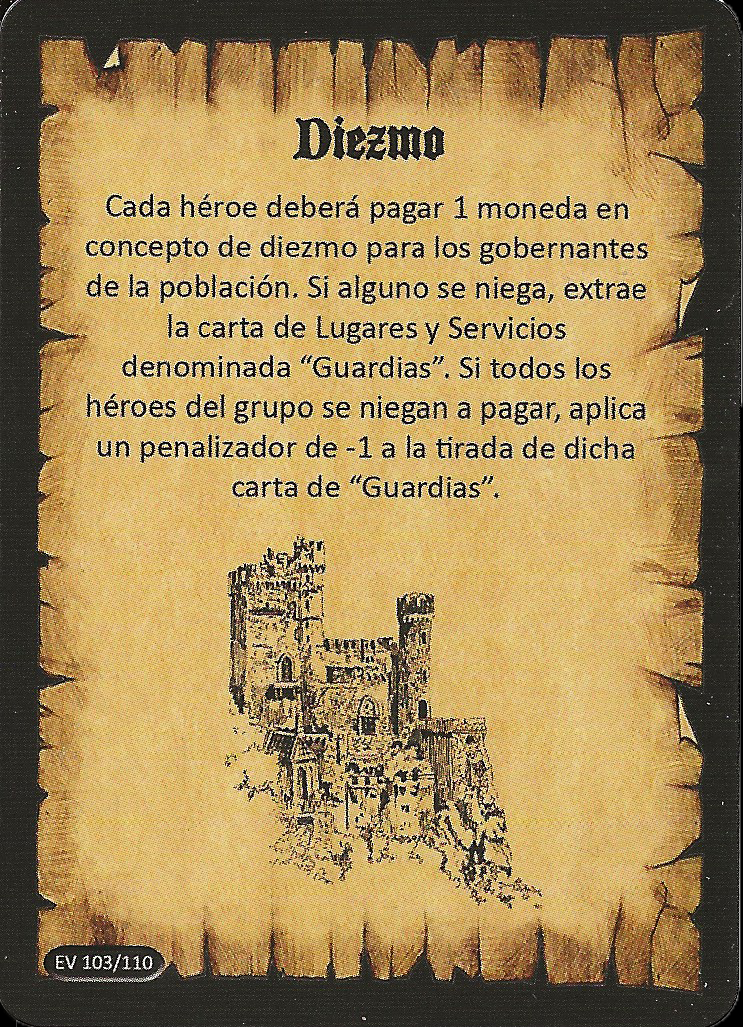 Diezmo
Cada héroe deberá pagar 1 moneda en
concepto de diezmo para los gobernantes
de la población. Si alguno se niega, extrae
la carta de Lugares y Servicios
denominada “Guardias”. Si todos los
héroes del grupo se niegan a pagar, aplica
un penalizador de -1 a la tirada de dicha
carta de “Guardias”.
EV 103/110